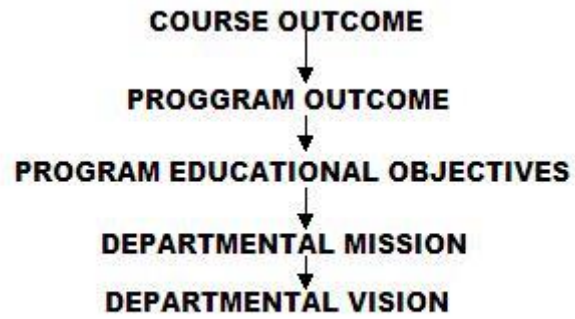 COURSE OUTCOME
PROGGRAM OUTCOME
PROGRAM EDUCATIONAL OBJECTIVES
DEPARTMENTAL MISSION
DEPARTMENTAL VISION